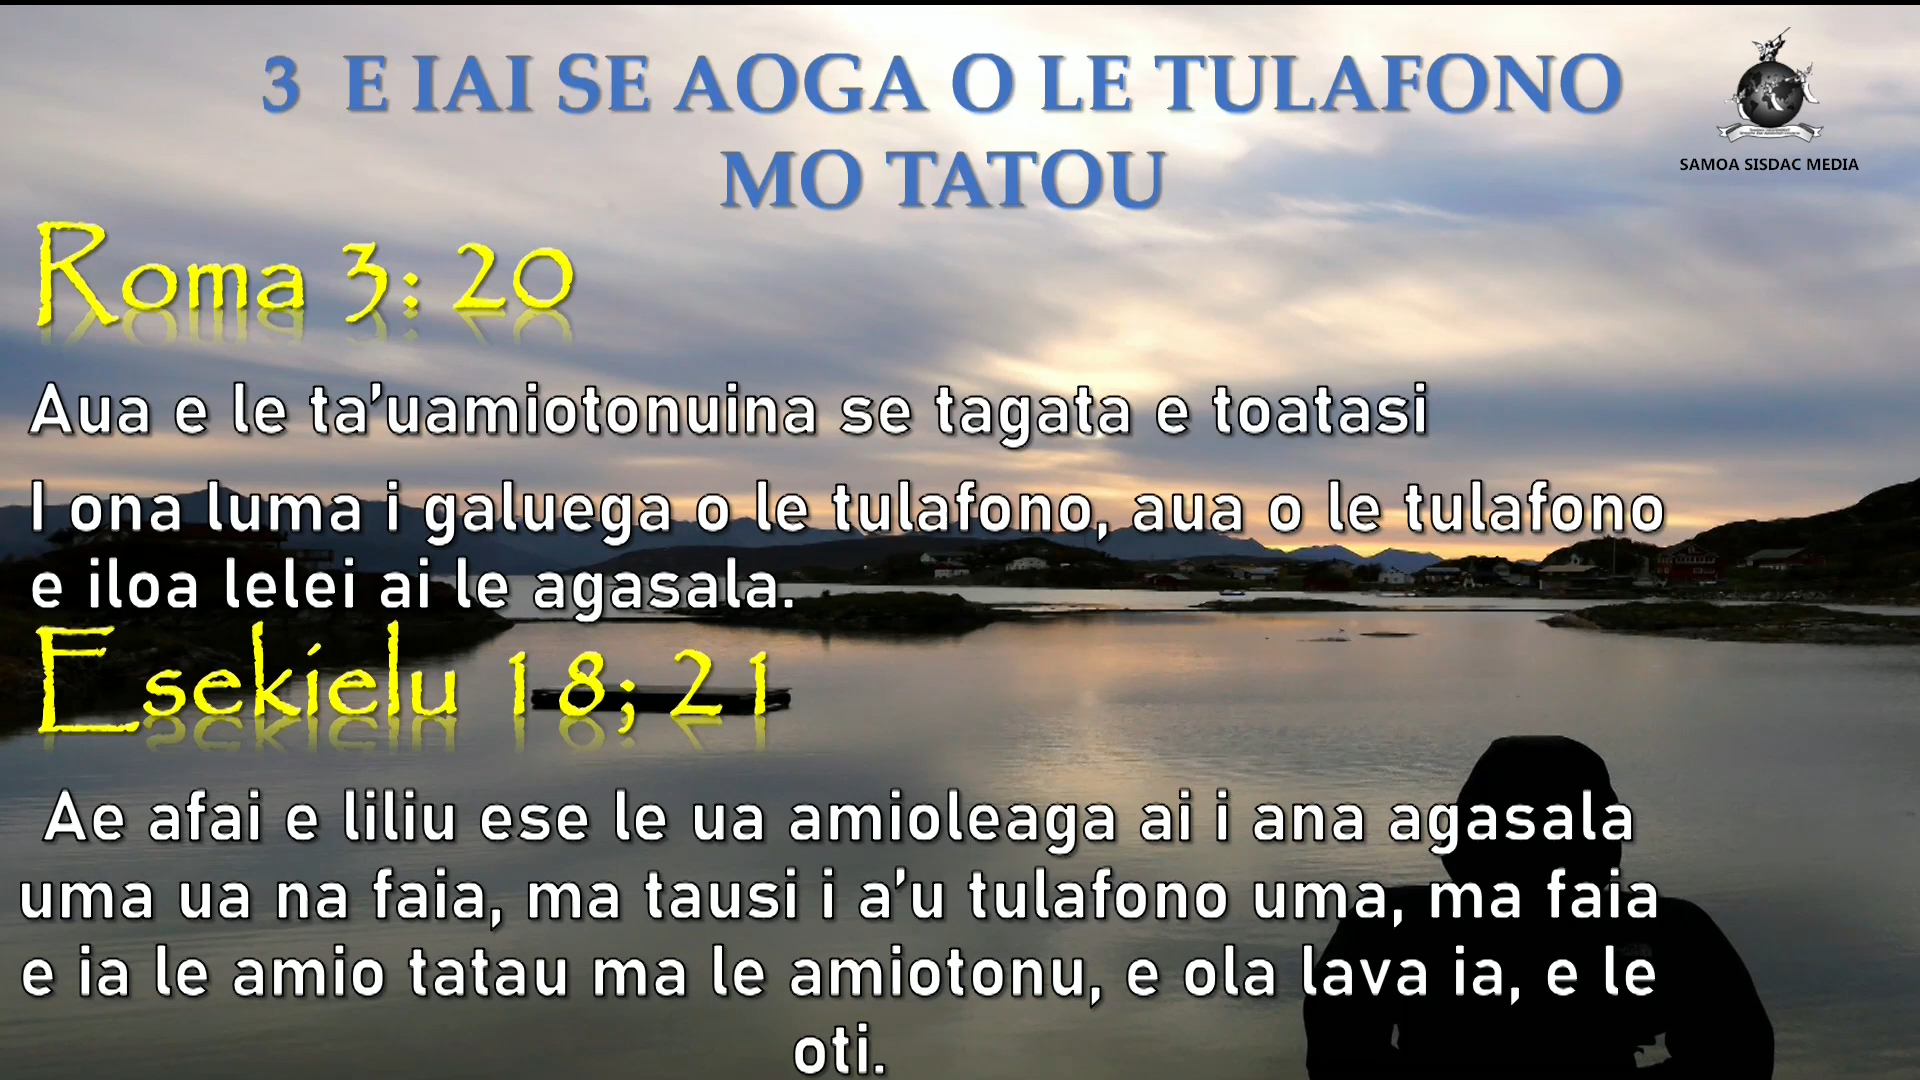 3 E IAI SE AOGA O LE TULAFONO
MO TATOU
SAMOA SISDAC MEDIA
Roma 3: 20
Aua e le ta’uamiotonuina se tagata e toatasi
I ona luma i galuega o le tulafono, aua o le tulafono
e iloa lelei ai le agasala.
Esekielu 18; 21
Ae afai e liliu ese le ua amioleaga ai i ana agasala
uma ua na faia, ma tausi i a’u tulafono uma, ma faia
e ia le amio tatau ma le amiotonu, e ola lava ia, e le
oti.